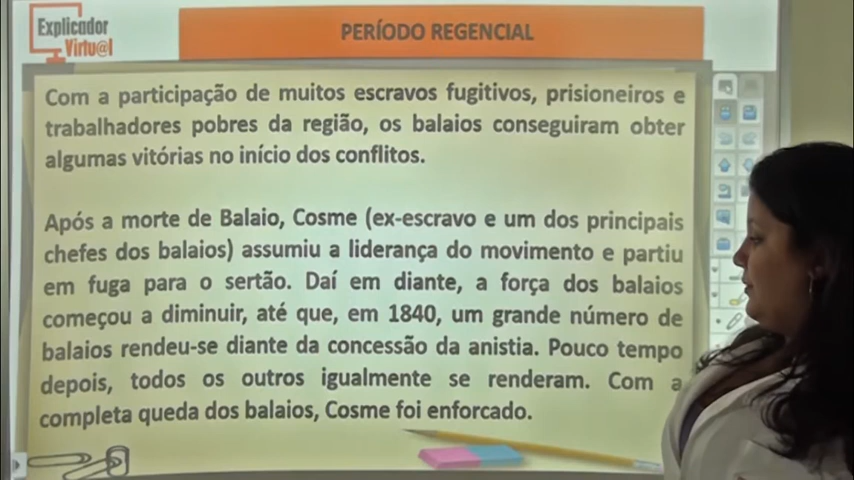 Explicador
Virtu@l
PERÍODO REGENCIAL
Com a participação de muitos escravos fugitivos, prisioneiros e
trabalhadores pobres da região, os balaios conseguiram obter
algumas vitórias no início dos conflitos.
Após a morte de Balaio, Cosme (ex-escravo e um dos principais
chefes dos balaios) assumiu a liderança do movimento e partiu
em fuga para o sertão. Daí em diante, a força dos balaios
começou a diminuir, até que, em 1840, um grande número de
balaios rendeu-se diante da concessão da anistia. Pouco tempo
depois, todos os outros igualmente se renderam. Com a
completa queda dos balaios, Cosme foi enforcado.